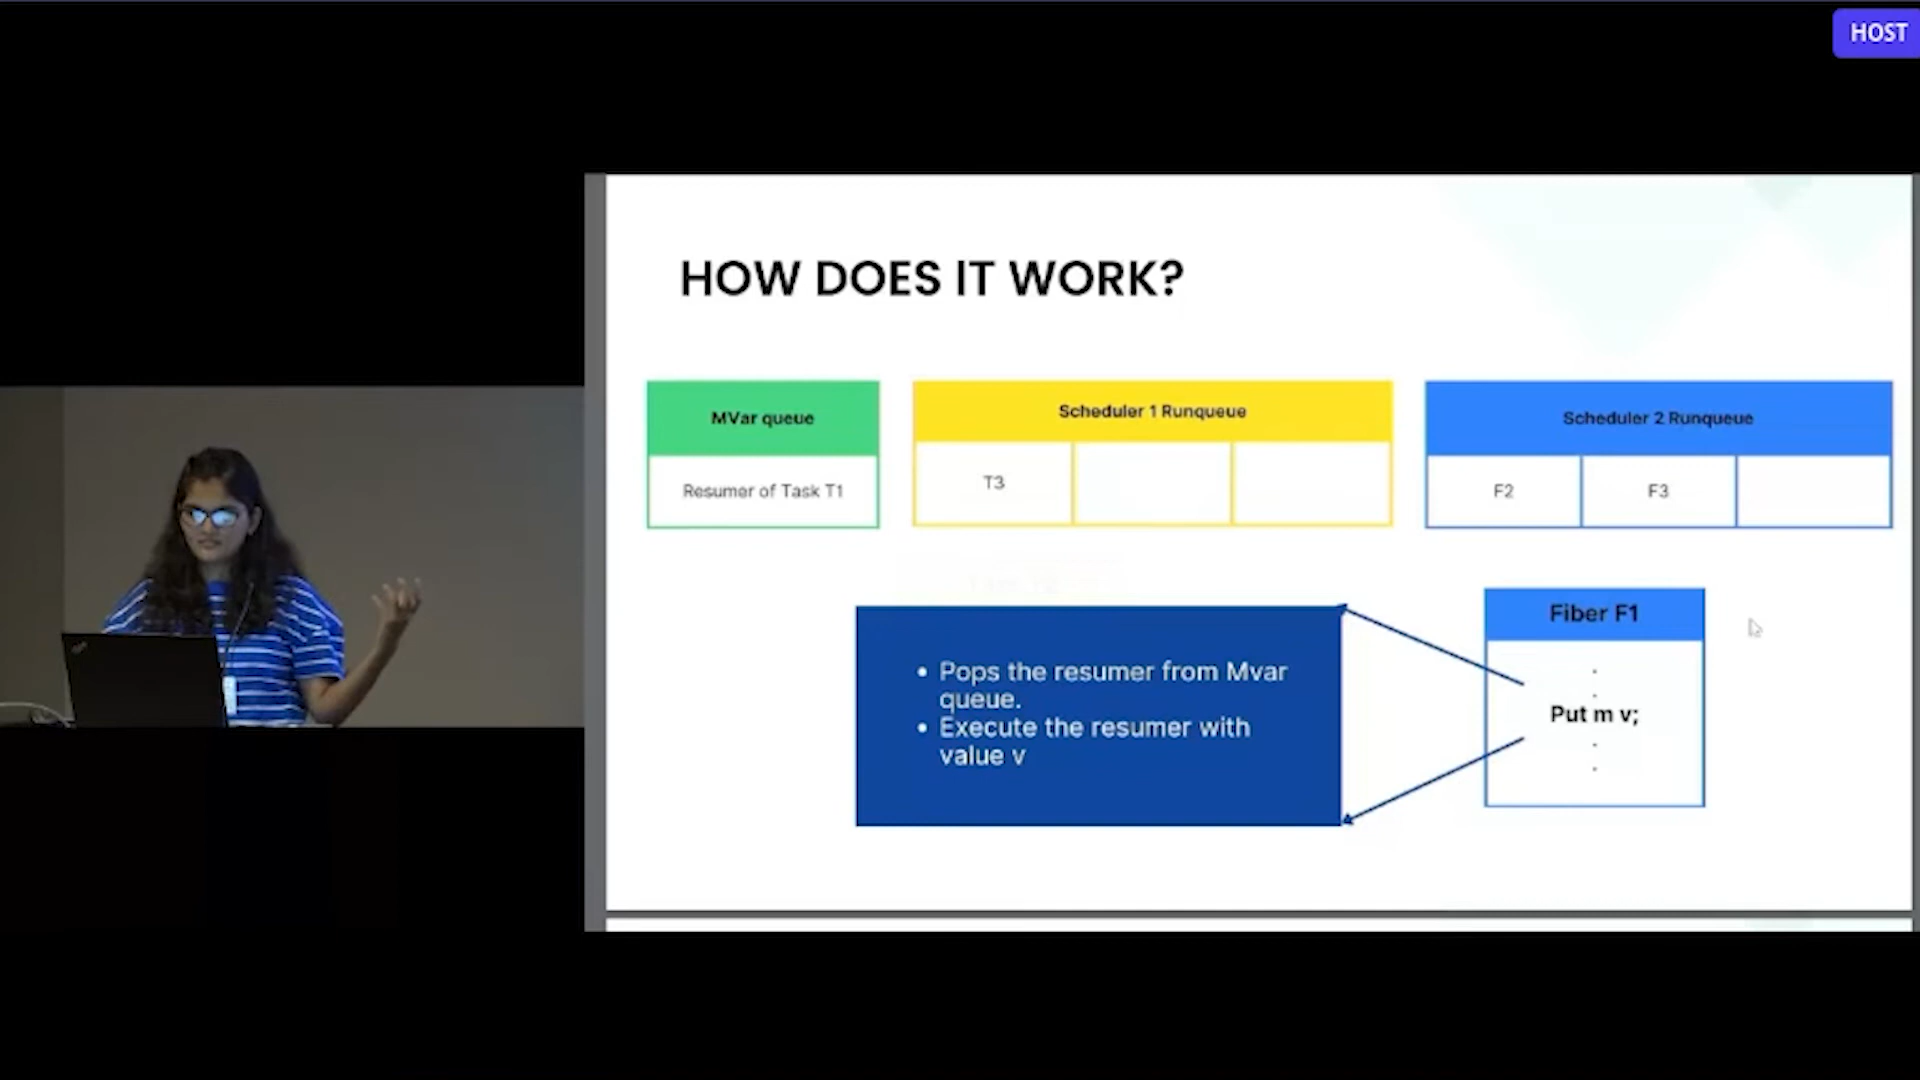 HOST
HOW DOES IT WORK?
MVar queue
Resumer of Task T1
Scheduler 1 Runqueue
T3
Scheduler 2 Runqueue
F2
F3
• Pops the resumer from Mvar
queue.
• Execute the resumer with
value v
Fiber F1
.
.
Put m v;
.
.